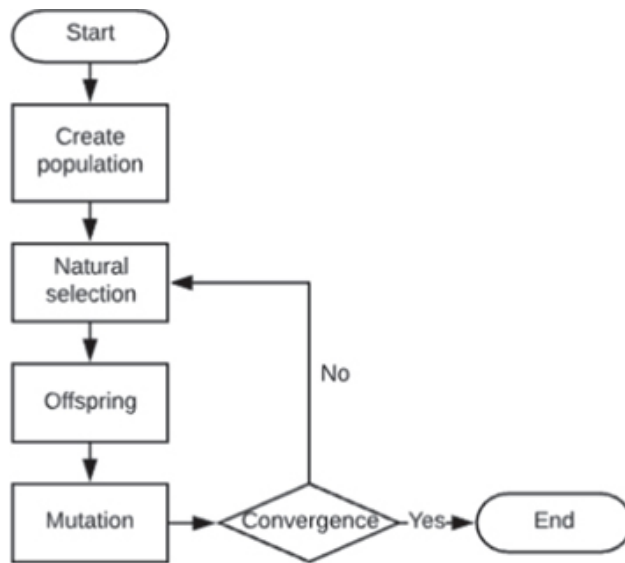 Start
Create
population
Natural
selection
No
Offspring
Mutation
Convergence
Yes
End